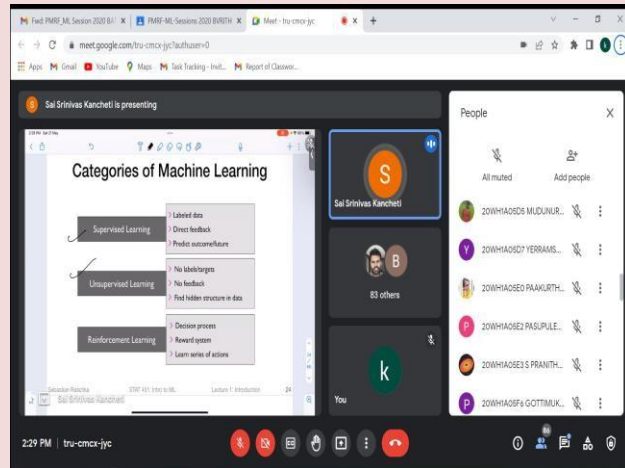 Fwd: PMRF_ML Session 2020 BA
PMRF-ML-Sessions 2020 BVRITH
Meet - tru-cmcx-jyc
meet.google.com/tru-cmcx-jyc?authuser=0
Apps
Gmail
YouTube
Maps
Task Tracking - Invit...
Report of Classwor...
S
Sai Srinivas Kancheti is presenting
Categories of Machine Learning
Supervised Learning
Labeled data
Direct feedback
Predict outcome/future
Unsupervised Learning
No labels/targets
No feedback
Find hidden structure in data
Reinforcement Learning
Decision process
Reward system
Learn series of actions
Sebastian Raschka
STAT 451: Intro to ML
Lecture 1: Introduction
24
Sai Srinivas Kancheti
S
Sai Srinivas Kancheti
B
83 others
k
You
People
All muted
Add people
20WH1A05D5 MUDUNUR...
Y
20WH1A05D7 YERRAMS...
20WH1A05E0 PAAKURTH...
P
20WH1A05E2 PASUPULE...
20WH1A05E3 S PRANITH...
P
20WH1A05F6 GOTTIMUK...
2:29 PM | tru-cmcx-jyc
86